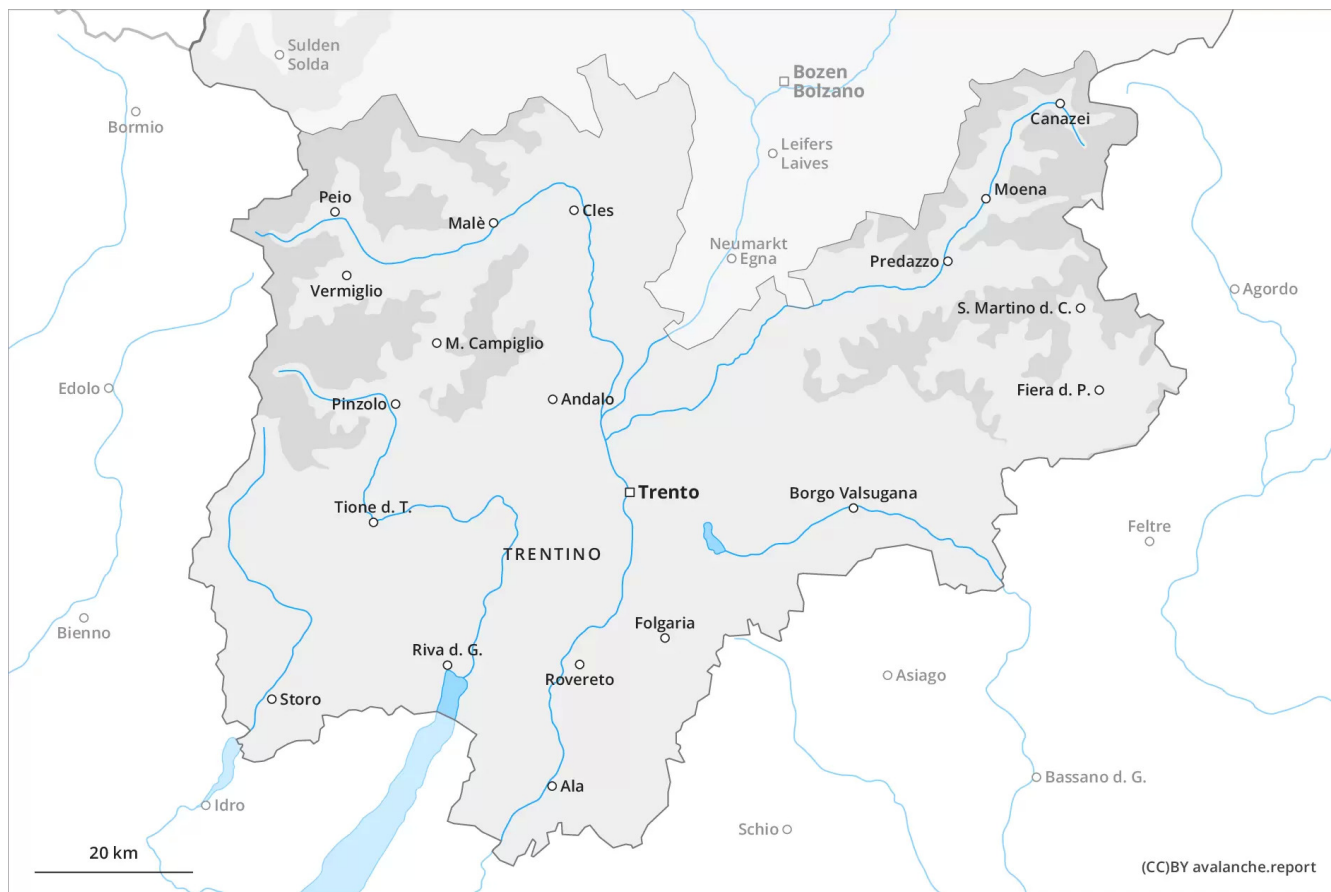 Sulden
Solda
Bozen
Bolzano
Bormio
Canazei
Leifers
Laives
Peio
Moena
Malè
Cles
Neumarkt
Egna
Predazzo
Vermiglio
Agordo
S. Martino d. C.
M. Campiglio
Edolo
Fiera d. P.
Pinzolo
Andalo
Trento
Borgo Valsugana
Tione d. T.
Feltre
TRENTINO
Bienno
Folgaria
Riva d. G.
Rovereto
Asiago
Storo
Bassano d. G.
Ala
Idro
Schio
20 km
(CC)BY avalanche.report